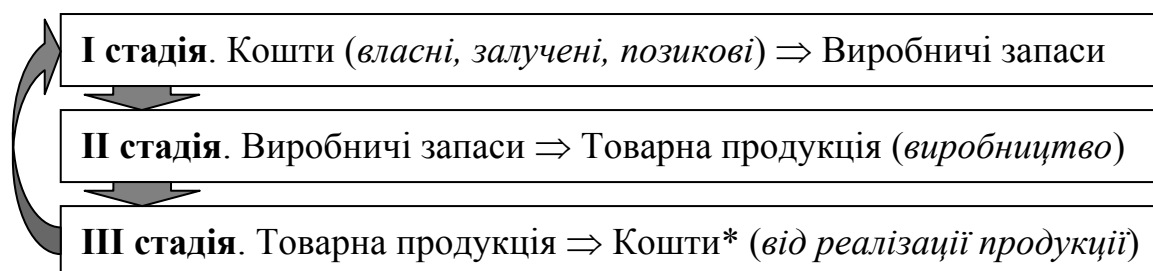 I стадія. Кошти (власні, залучені, позикові) ⇒ Виробничі запаси
II стадія. Виробничі запаси ⇒ Товарна продукція (виробництво)
III стадія. Товарна продукція ⇒ Кошти* (від реалізації продукції)